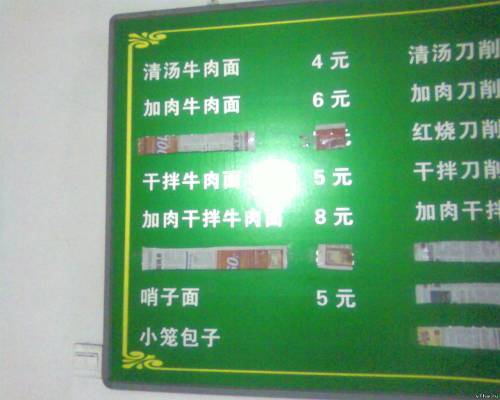 清汤牛肉面 4元
加肉牛肉面 6元
干拌牛肉面 5元
加肉干拌牛肉面 8元
哨子面 5元
小笼包子
清汤刀削
加肉刀削
红烧刀削
干拌刀削
加肉干拌